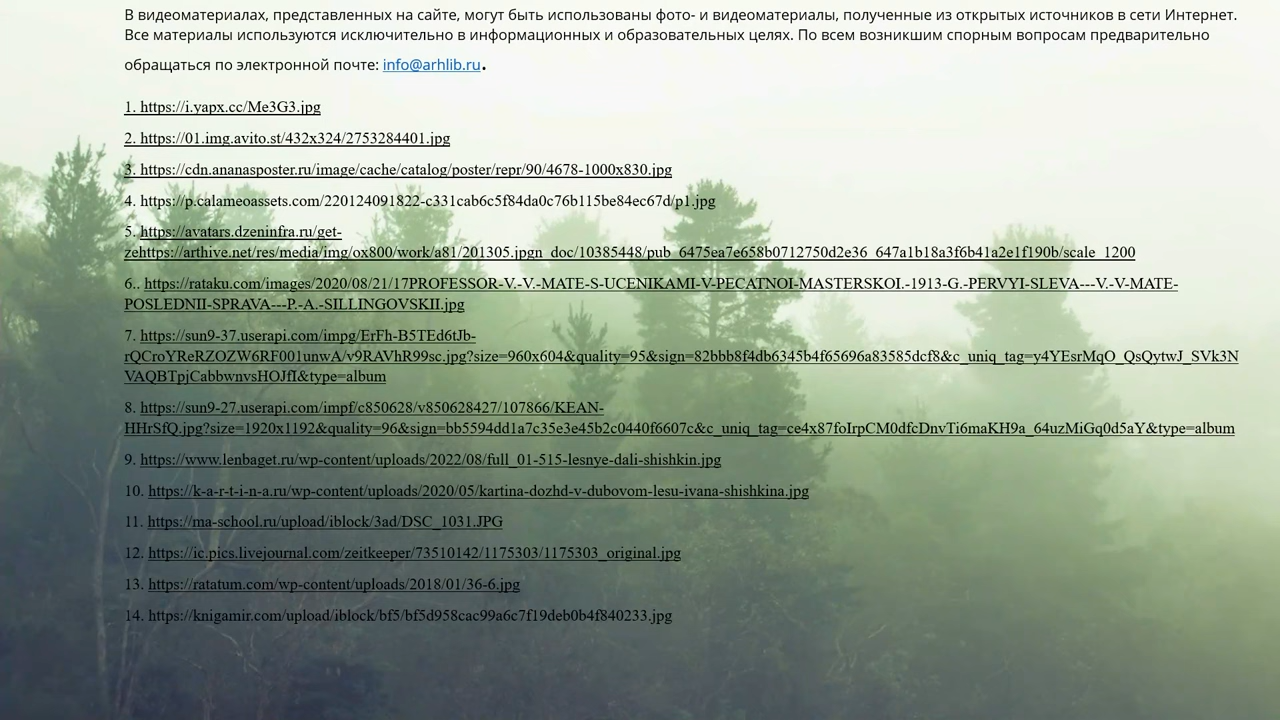 В видеоматериалах, представленных на сайте, могут быть использованы фото- и видеоматериалы, полученные из открытых источников в сети Интернет.
Все материалы используются исключительно в информационных и образовательных целях. По всем возникшим спорным вопросам предварительно
обращаться по электронной почте: info@arhlib.ru.
1. https://i.yapx.cc/Me3G3.jpg
2. https://01.img.avito.st/432x324/2753284401.jpg
3. https://cdn.ananasposter.ru/image/cache/catalog/poster/repr/90/4678-1000x830.jpg
4. https://p.calameoassets.com/220124091822-c331cab6c5f84da0c76b115be84ec67d/p1.jpg
5. https://avatars.dzeninfra.ru/get-
zehttps://arthive.net/res/media/img/ox800/work/a81/201305.jpgn_doc/10385448/pub_6475ea7e658b0712750d2e36_647a1b18a3f6b41a2e1f190b/scale_1200
6.. https://rataku.com/images/2020/08/21/17PROFESSOR-V.-V.-MATE-S-UCENIKAMI-V-PECATNOI-MASTERSKOI.-1913-G.-PERVYI-SLEVA---V.-V-MATE-
POSLEDNII-SPRAVA---P.-A.-SILLINGOVSKII.jpg
7. https://sun9-37.userapi.com/impg/ErFh-B5TEd6tJb-
rQCroYReRZOZW6RF001unwA/v9RAVhR99sc.jpg?size=960x604&quality=95&sign=82bbb8f4db6345b4f65696a83585dcf8&c_uniq_tag=y4YEsrMqO_QsQytwJ_SVk3N
VAQBTpjCabbwnvsHOJfI&type=album
8. https://sun9-27.userapi.com/impf/c850628/v850628427/107866/KEAN-
HHrSfQ.jpg?size=1920x1192&quality=96&sign=bb5594dd1a7c35e3e45b2c0440f6607c&c_uniq_tag=ce4x87foIrpCM0dfcDnvTi6maKH9a_64uzMiGq0d5aY&type=album
9. https://www.lenbaget.ru/wp-content/uploads/2022/08/full_01-515-lesnye-dali-shishkin.jpg
10. https://k-a-r-t-i-n-a.ru/wp-content/uploads/2020/05/kartina-dozhd-v-dubovom-lesu-ivana-shishkina.jpg
11. https://ma-school.ru/upload/iblock/3ad/DSC_1031.JPG
12. https://ic.pics.livejournal.com/zeitkeeper/73510142/1175303/1175303_original.jpg
13. https://ratatum.com/wp-content/uploads/2018/01/36-6.jpg
14. https://knigamir.com/upload/iblock/bf5/bf5d958cac99a6c7f19deb0b4f840233.jpg